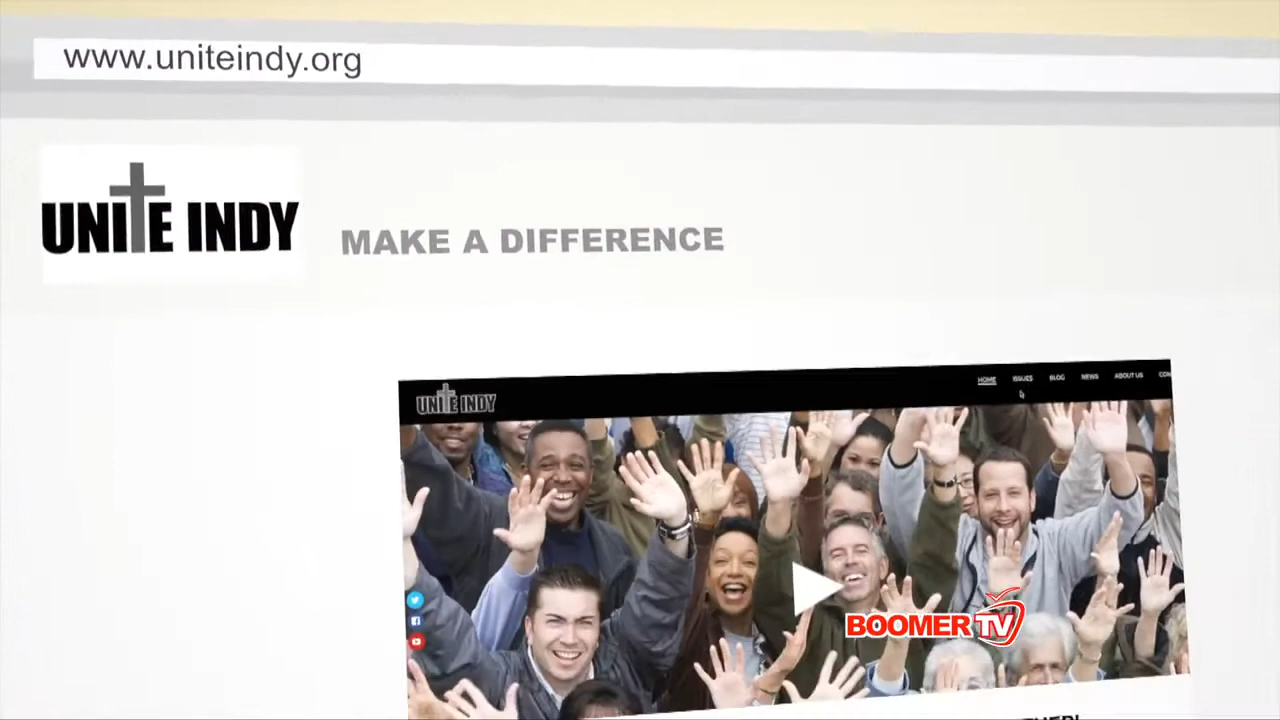 www.uniteindy.org
UNITE INDY
MAKE A DIFFERENCE
UNITE INDY
HOME ISSUES BLOG NEWS ABOUT US
BOOMER TV